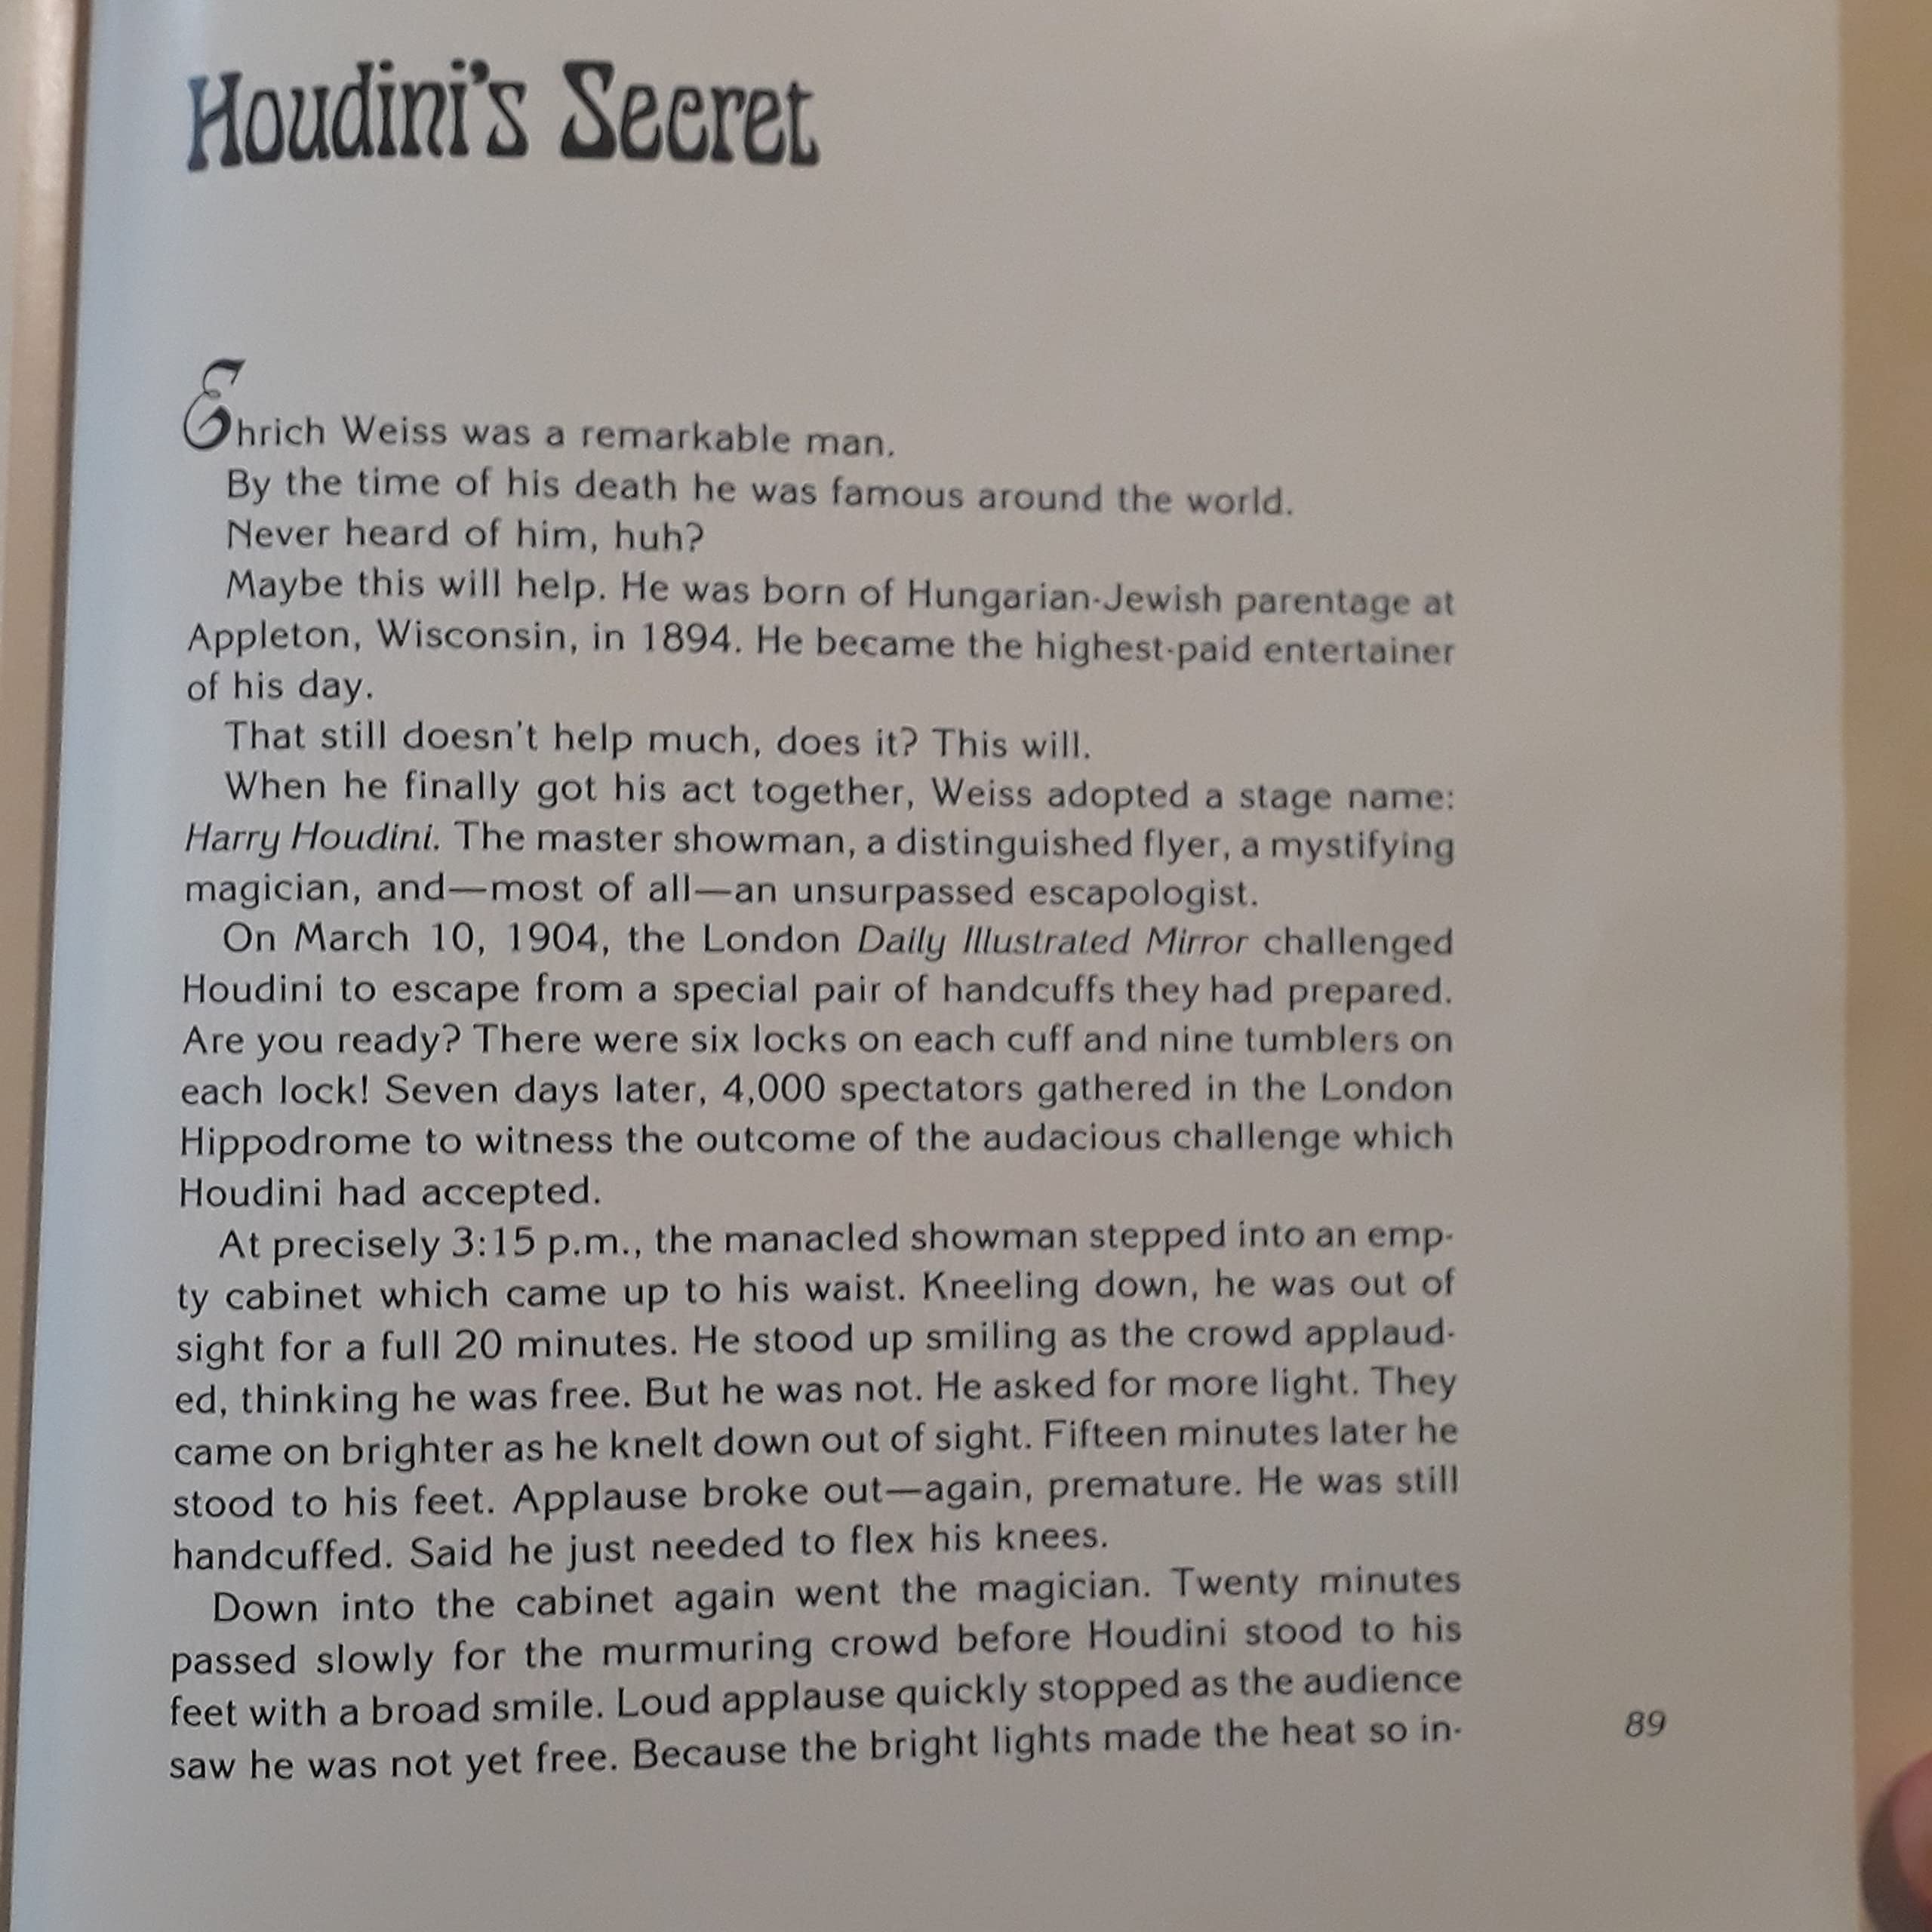 Houdini's Secret
Ehrich Weiss was a remarkable man.
By the time of his death he was famous around the world.
Never heard of him, huh?
Maybe this will help. He was born of Hungarian-Jewish parentage at
Appleton, Wisconsin, in 1894. He became the highest-paid entertainer
of his day.
That still doesn't help much, does it? This will.
When he finally got his act together, Weiss adopted a stage name:
Harry Houdini. The master showman, a distinguished flyer, a mystifying
magician, and—most of all—an unsurpassed escapologist.
On March 10, 1904, the London Daily Illustrated Mirror challenged
Houdini to escape from a special pair of handcuffs they had prepared.
Are you ready? There were six locks on each cuff and nine tumblers on
each lock! Seven days later, 4,000 spectators gathered in the London
Hippodrome to witness the outcome of the audacious challenge which
Houdini had accepted.
At precisely 3:15 p.m., the manacled showman stepped into an emp-
ty cabinet which came up to his waist. Kneeling down, he was out of
sight for a full 20 minutes. He stood up smiling as the crowd applaud-
ed, thinking he was free. But he was not. He asked for more light. They
came on brighter as he knelt down out of sight. Fifteen minutes later he
stood to his feet. Applause broke out—again, premature. He was still
handcuffed. Said he just needed to flex his knees.
Down into the cabinet again went the magician. Twenty minutes
passed slowly for the murmuring crowd before Houdini stood to his
feet with a broad smile. Loud applause quickly stopped as the audience
saw he was not yet free. Because the bright lights made the heat so in-
89